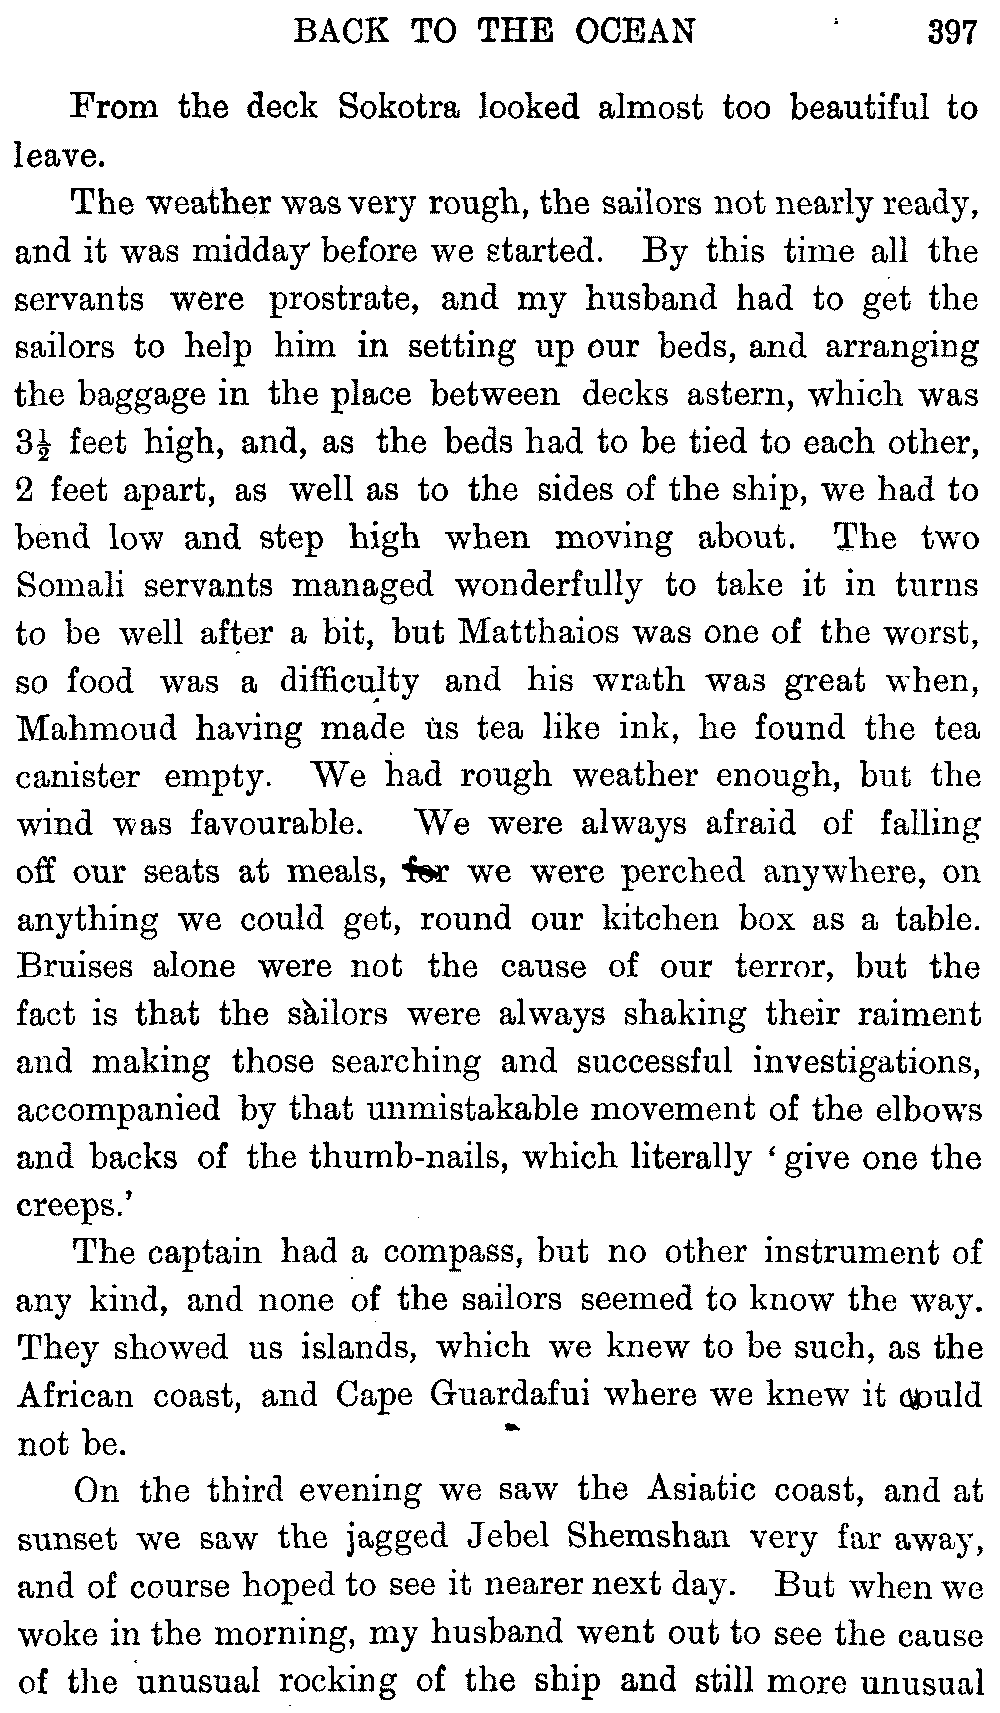 BACK TO THE OCEAN 397
From the deck Sokotra looked almost too beautiful to
leave.
The weather was very rough, the sailors not nearly ready,
and it was midday before we started. By this time all the
servants were prostrate, and my husband had to get the
sailors to help him in setting up our beds, and arranging
the baggage in the place between decks astern, which was
3½ feet high, and, as the beds had to be tied to each other,
2 feet apart, as well as to the sides of the ship, we had to
bend low and step high when moving about. The two
Somali servants managed wonderfully to take it in turns
to be well after a bit, but Matthaios was one of the worst,
so food was a difficulty and his wrath was great when,
Mahmoud having made us tea like ink, he found the tea
canister empty. We had rough weather enough, but the
wind was favourable. We were always afraid of falling
off our seats at meals, for we were perched anywhere, on
anything we could get, round our kitchen box as a table.
Bruises alone were not the cause of our terror, but the
fact is that the sailors were always shaking their raiment
and making those searching and successful investigations,
accompanied by that unmistakable movement of the elbows
and backs of the thumb-nails, which literally ‘give one the
creeps.’
The captain had a compass, but no other instrument of
any kind, and none of the sailors seemed to know the way.
They showed us islands, which we knew to be such, as the
African coast, and Cape Guardafui where we knew it could
not be.
On the third evening we saw the Asiatic coast, and at
sunset we saw the jagged Jebel Shemshan very far away,
and of course hoped to see it nearer next day. But when we
woke in the morning, my husband went out to see the cause
of the unusual rocking of the ship and still more unusual